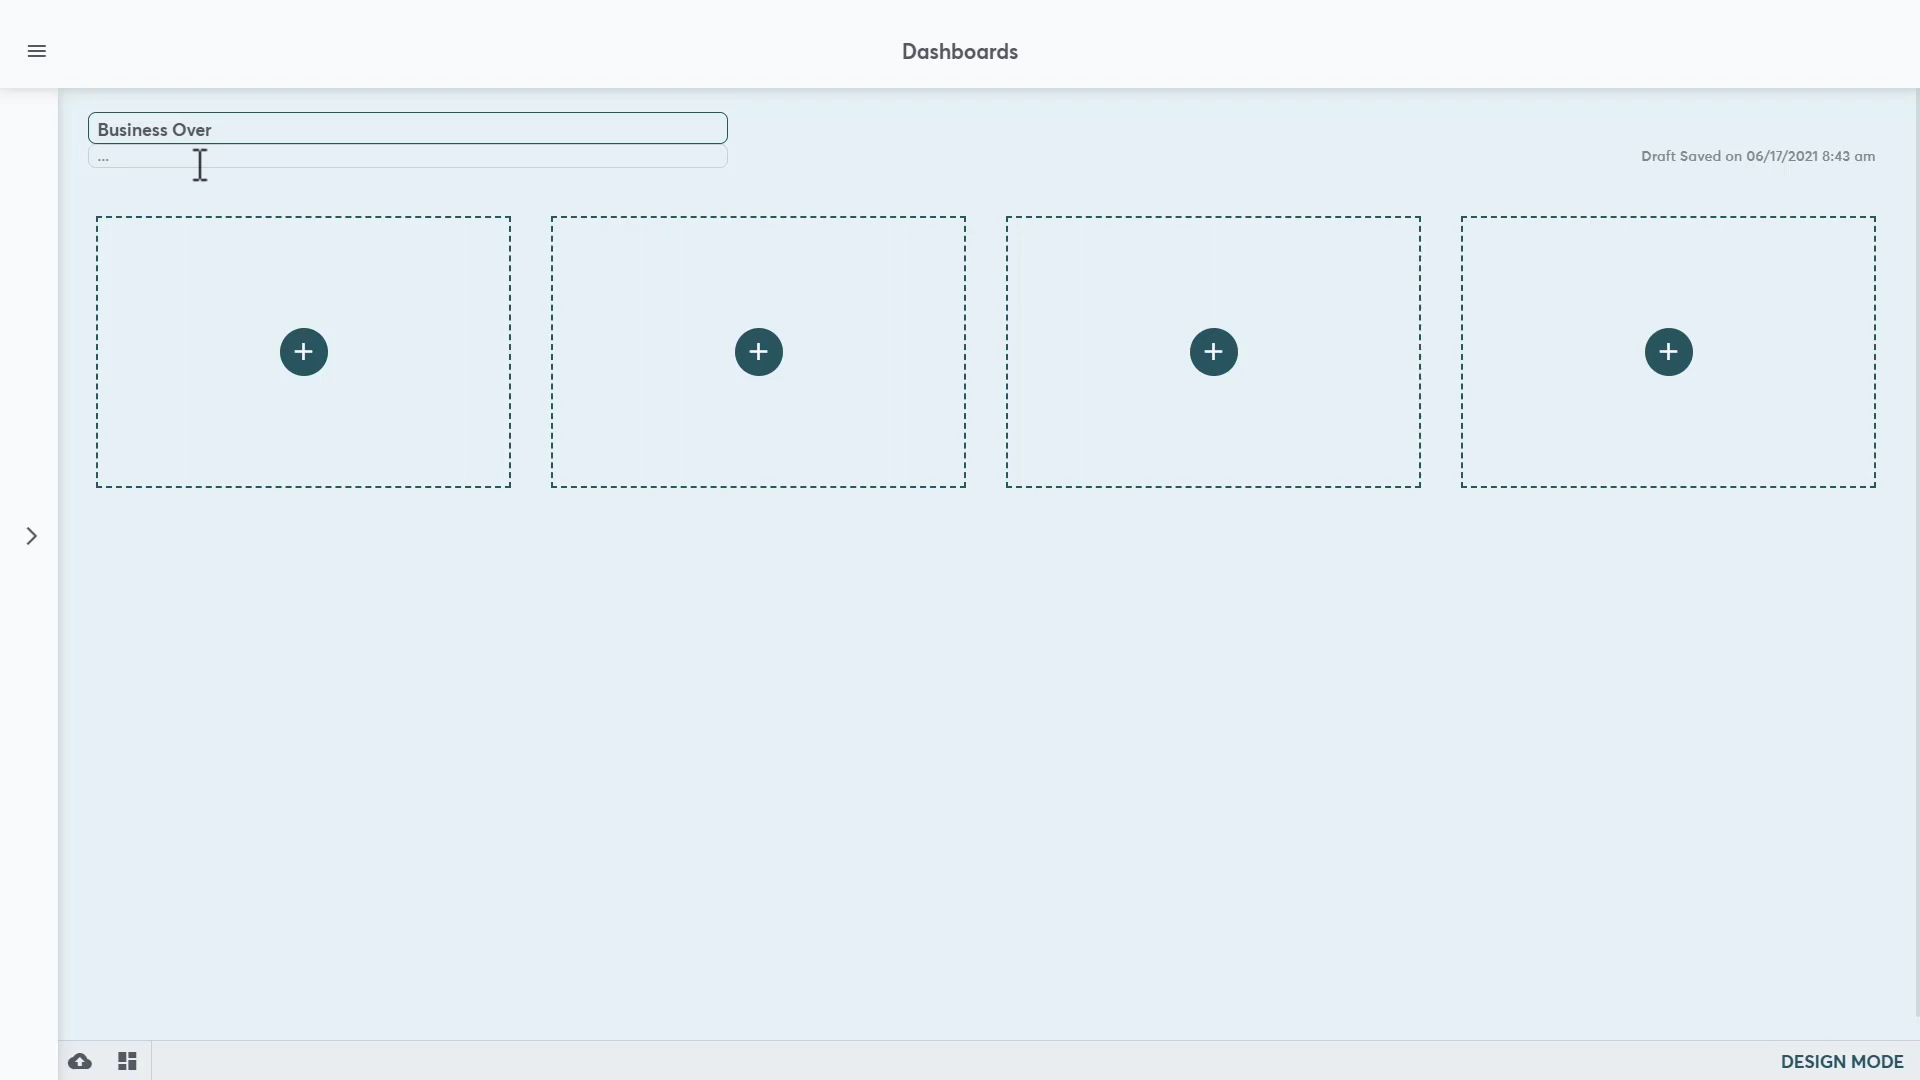 Dashboards
Business Over
...
Draft Saved on 06/17/2021 8:43 am
DESIGN MODE